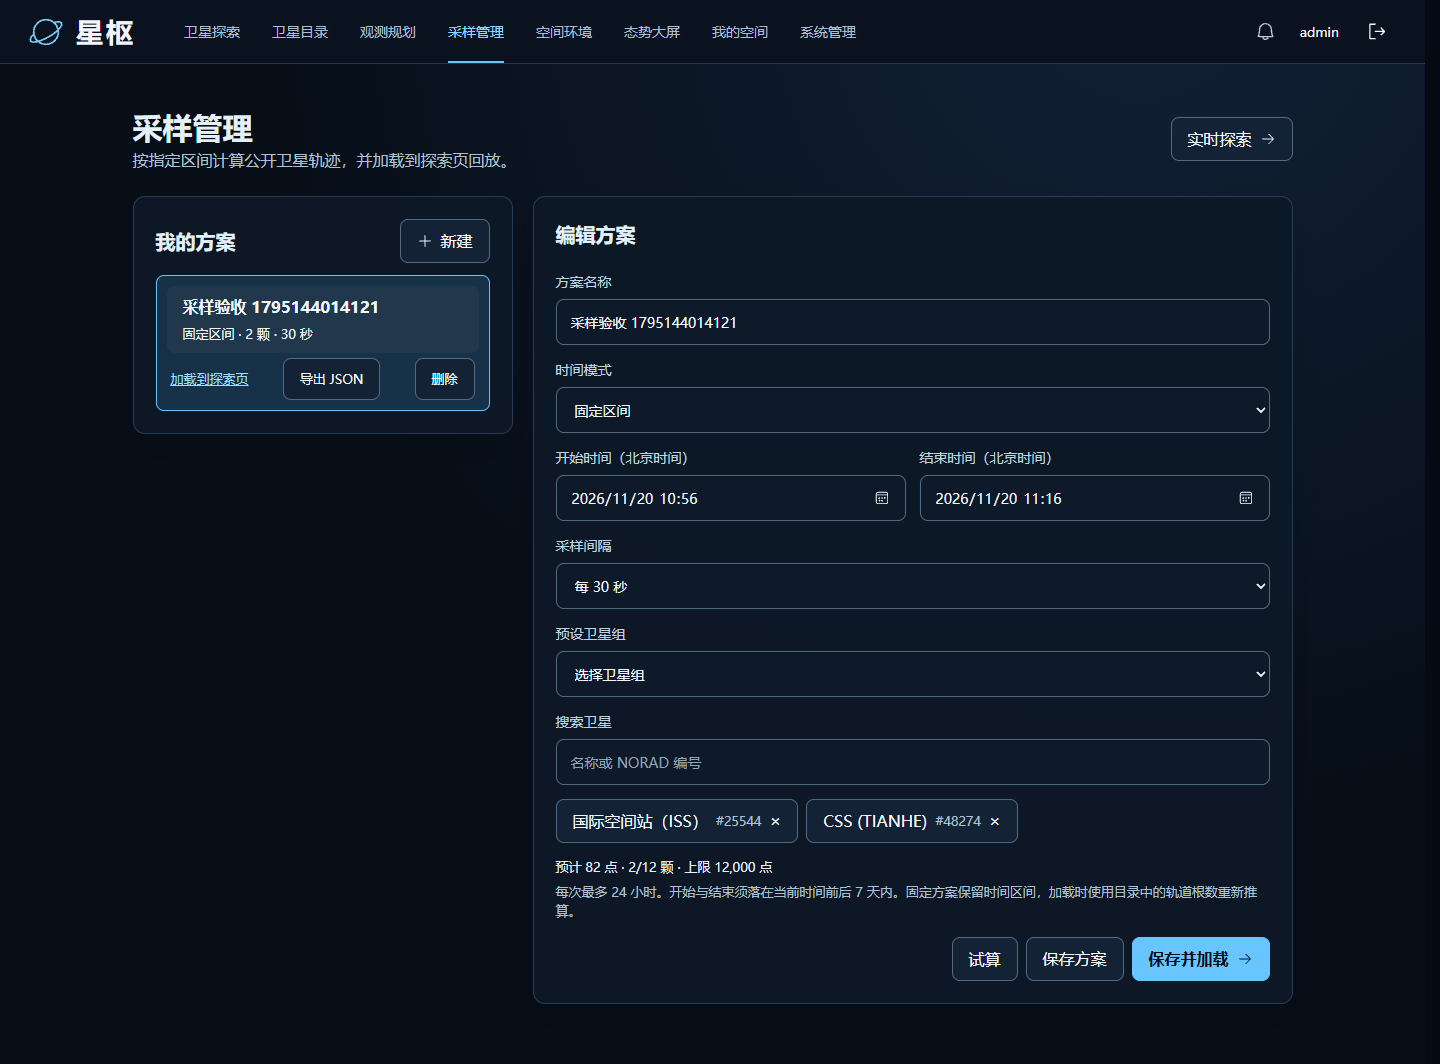 星枢
卫星探索 卫星目录 观测规划 采样管理 空间环境 态势大屏 我的空间 系统管理
admin
采样管理
按指定区间计算公开卫星轨迹，并加载到探索页回放。
实时探索 →
我的方案
+ 新建
采样验收 1795144014121
固定区间 · 2 颗 · 30 秒
加载到探索页 导出 JSON 删除
编辑方案
方案名称
采样验收 1795144014121
时间模式
固定区间
开始时间（北京时间） 结束时间（北京时间）
2026/11/20 10:56 2026/11/20 11:16
采样间隔
每 30 秒
预设卫星组
选择卫星组
搜索卫星
名称或 NORAD 编号
国际空间站（ISS） #25544 × CSS (TIANHE) #48274 ×
预计 82 点 · 2/12 颗 · 上限 12,000 点
每次最多 24 小时。开始与结束须落在当前时间前后 7 天内。固定方案保留时间区间，加载时使用目录中的轨道根数重新推
算。
试算 保存方案 保存并加载 →